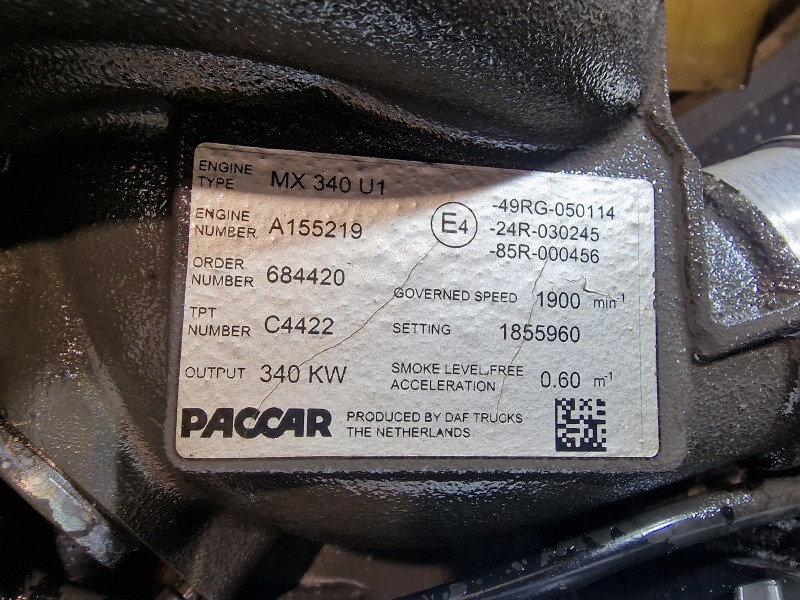 ENGINE TYPE MX 340 U1
ENGINE NUMBER A155219
E4
-49RG-050114
-24R-030245
-85R-000456
ORDER NUMBER 684420
GOVERNED SPEED 1900 min-1
TPT NUMBER C4422
SETTING 1855960
OUTPUT 340 KW
SMOKE LEVEL,FREE ACCELERATION 0.60 m-1
PACCAR
PRODUCED BY DAF TRUCKS
THE NETHERLANDS